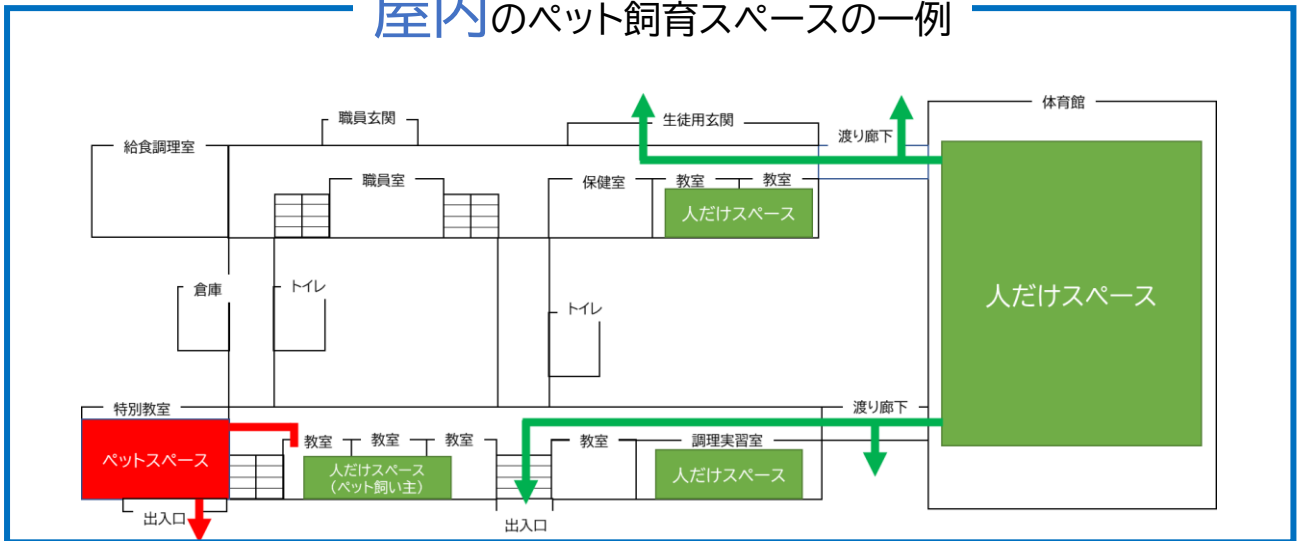 屋内のペット飼育スペースの一例
体育館
職員玄関
生徒用玄関
渡り廊下
給食調理室
職員室
保健室
教室
教室
人だけスペース
人だけスペース
倉庫
トイレ
トイレ
特別教室
渡り廊下
教室
教室
教室
教室
調理実習室
ペットスペース
人だけスペース
(ペット飼い主)
人だけスペース
出入口
出入口